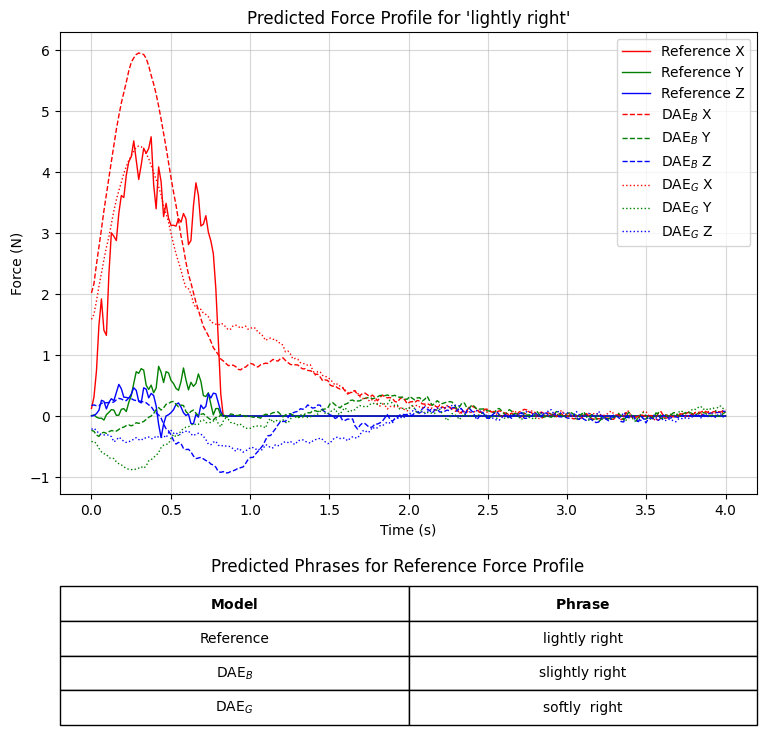 Predicted Force Profile for 'lightly right'
Reference X
Reference Y
Reference Z
DAE_B X
DAE_B Y
DAE_B Z
DAE_G X
DAE_G Y
DAE_G Z
Force (N)
6
5
4
3
2
1
0
−1
0.0 0.5 1.0 1.5 2.0 2.5 3.0 3.5 4.0
Time (s)
Predicted Phrases for Reference Force Profile
Model Phrase
Reference lightly right
DAE_B slightly right
DAE_G softly  right